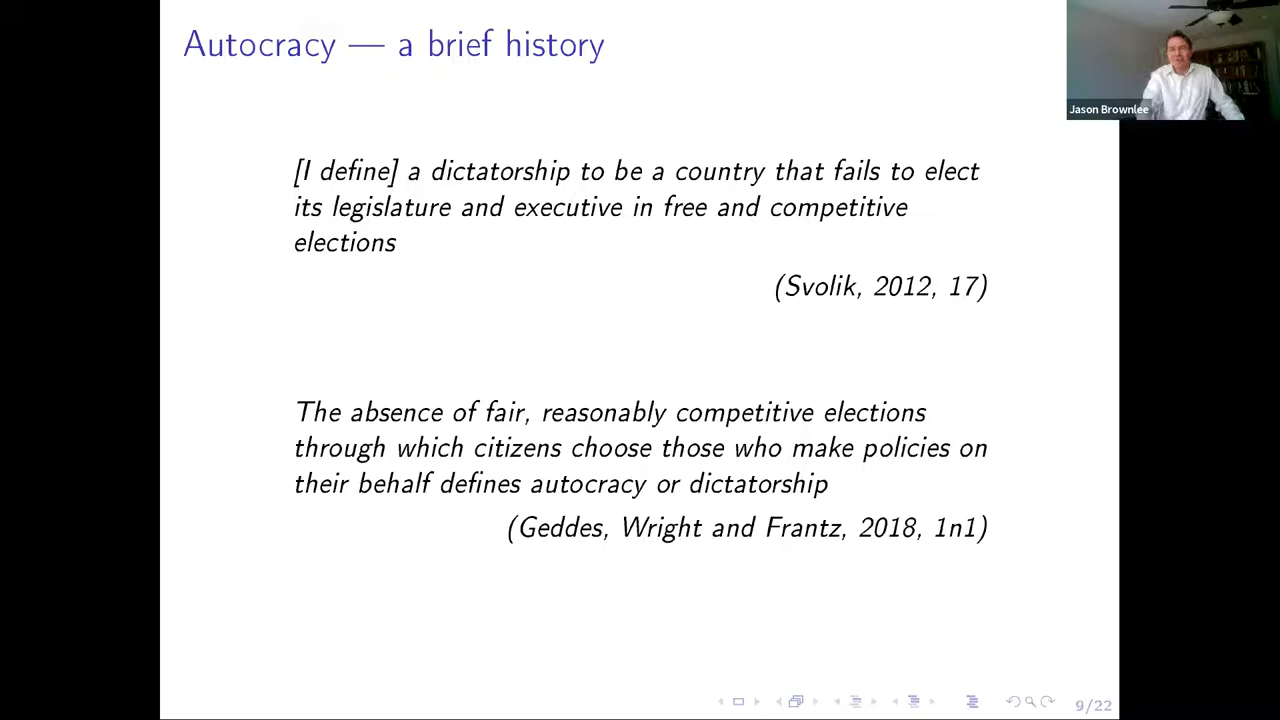 Autocracy — a brief history
Jason Brownlee
[I define] a dictatorship to be a country that fails to elect
its legislature and executive in free and competitive
elections
(Svolik, 2012, 17)
The absence of fair, reasonably competitive elections
through which citizens choose those who make policies on
their behalf defines autocracy or dictatorship
(Geddes, Wright and Frantz, 2018, 1n1)
9/22